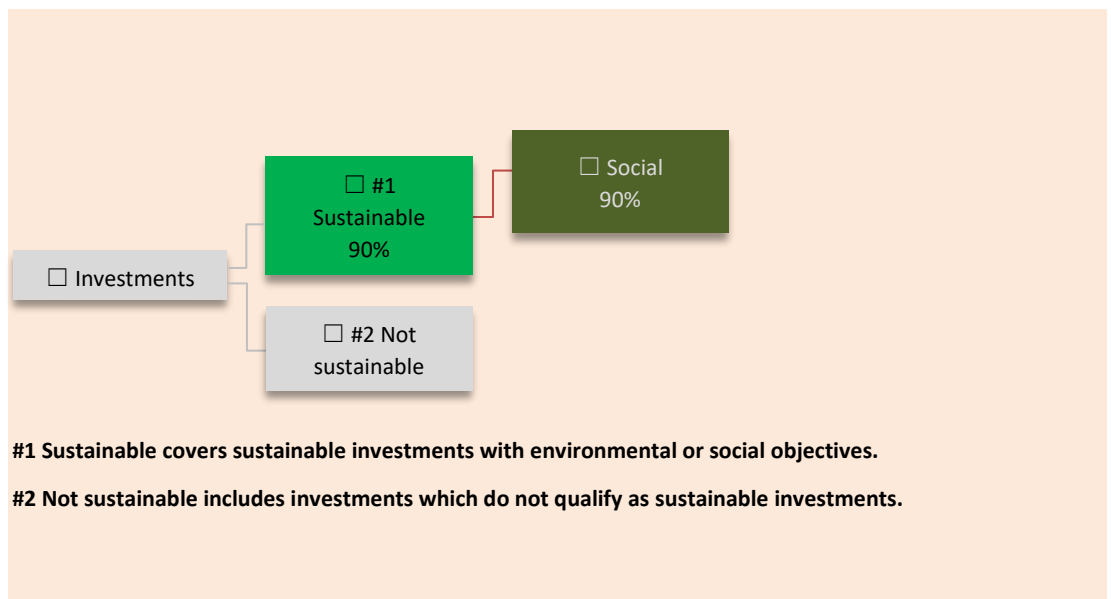 ☐ Social
90%
☐ #1
Sustainable
90%
☐ Investments
☐ #2 Not
sustainable
#1 Sustainable covers sustainable investments with environmental or social objectives.
#2 Not sustainable includes investments which do not qualify as sustainable investments.